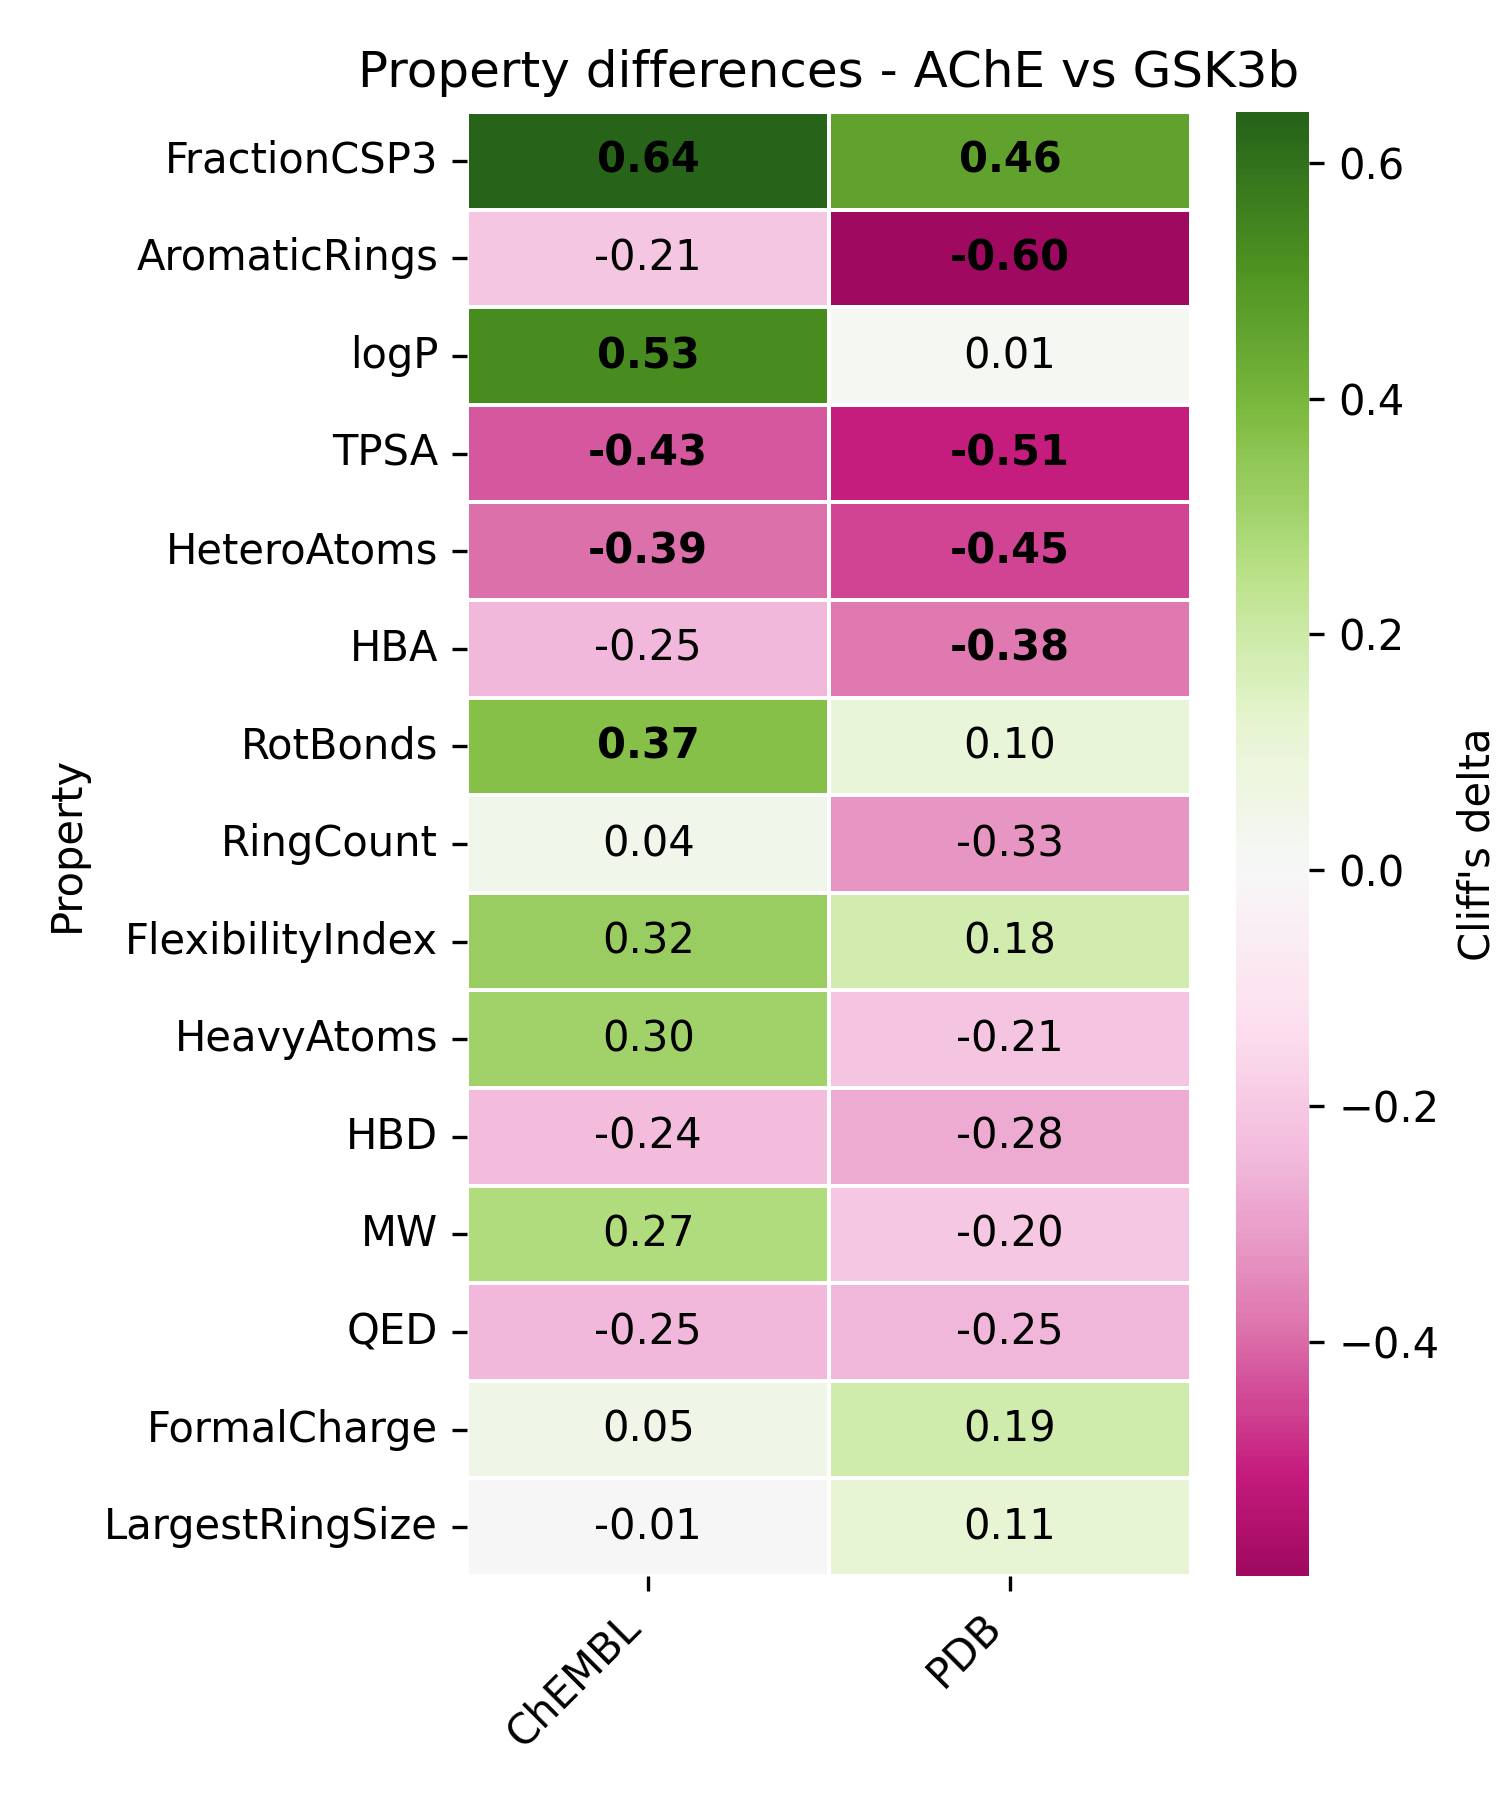 Property differences - AChE vs GSK3b
FractionCSP3 0.64 0.46
AromaticRings -0.21 -0.60
logP 0.53 0.01
TPSA -0.43 -0.51
HeteroAtoms -0.39 -0.45
HBA -0.25 -0.38
RotBonds 0.37 0.10
RingCount 0.04 -0.33
FlexibilityIndex 0.32 0.18
HeavyAtoms 0.30 -0.21
HBD -0.24 -0.28
MW 0.27 -0.20
QED -0.25 -0.25
FormalCharge 0.05 0.19
LargestRingSize -0.01 0.11
ChEMBL PDB
Property
0.6
0.4
0.2
0.0
−0.2
−0.4
Cliff's delta